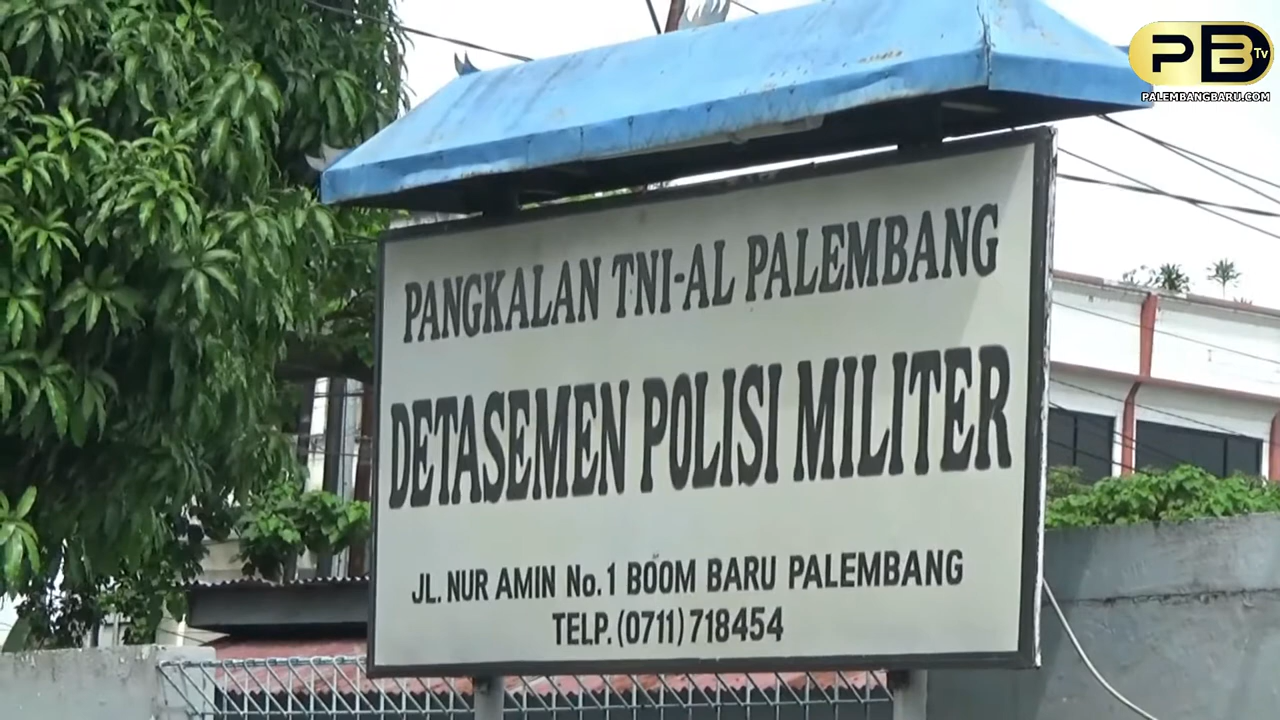 PB Tv
PALEMBANGBARU.COM
PANGKALAN TNI-AL PALEMBANG
DETASEMEN POLISI MILITER
JL. NUR AMIN No. 1 BOOM BARU PALEMBANG
TELP. (0711) 718454